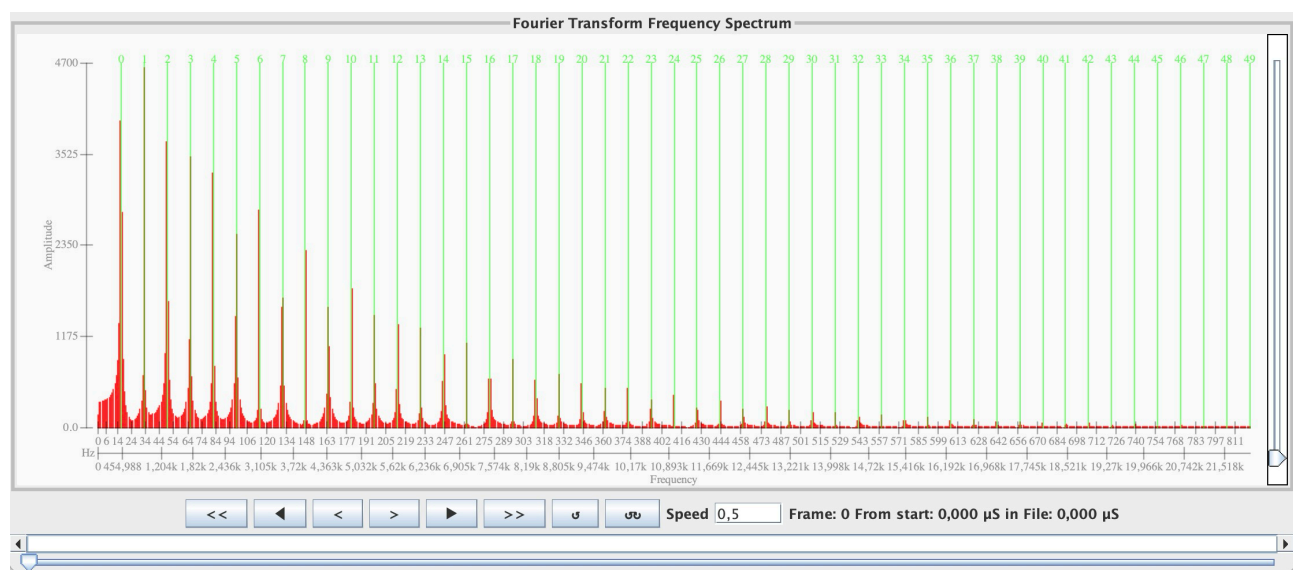 Fourier Transform Frequency Spectrum
0 1 2 3 4 5 6 7 8 9 10 11 12 13 14 15 16 17 18 19 20 21 22 23 24 25 26 27 28 29 30 31 32 33 34 35 36 37 38 39 40 41 42 43 44 45 46 47 48 49
4700
3525
2350
1175
0.0
Amplitude
0 6 14 24 34 44 54 64 74 84 94 106 120 134 148 163 177 191 205 219 233 247 261 275 289 303 318 332 346 360 374 388 402 416 430 444 458 473 487 501 515 529 543 557 571 585 599 613 628 642 656 670 684 698 712 726 740 754 768 783 797 811
Hz
0 454,988 1,204k 1,82k 2,436k 3,105k 3,72k 4,363k 5,032k 5,62k 6,236k 6,905k 7,574k 8,19k 8,805k 9,474k 10,17k 10,893k 11,669k 12,445k 13,221k 13,998k 14,72k 15,416k 16,192k 16,968k 17,745k 18,521k 19,27k 19,966k 20,742k 21,518k
Frequency
<< ◀ < > ▶ >> ↺ ↺↻ Speed 0,5 Frame: 0 From start: 0,000 µS in File: 0,000 µS